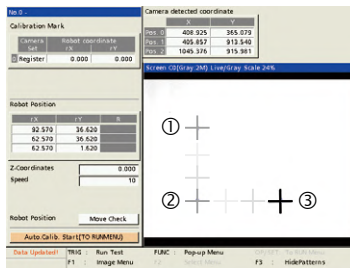 No.0 -
Calibration Mark
Camera Set
Robot coordinate
rX rY
0 Register 0.000 0.000
Robot Position
rX rY R
92.570 36.620
62.570 36.620
62.570 1.620
Z-Coordinates 0.000
Speed 10
Robot Position Move Check
Auto.Calib. Start(TO RUNMENU)
Camera detected coordinate
X Y
Pos. 0 408.925 365.079
Pos. 1 405.857 913.540
Pos. 2 1045.376 915.981
Screen C0(Gray 2M) Live/Gray Scale 24%
①
②
③
Data Updated! TRIG : Run Test FUNC : Pop-up Menu
F1 : Image Menu F2 : Select Menu F3 : HidePatterns